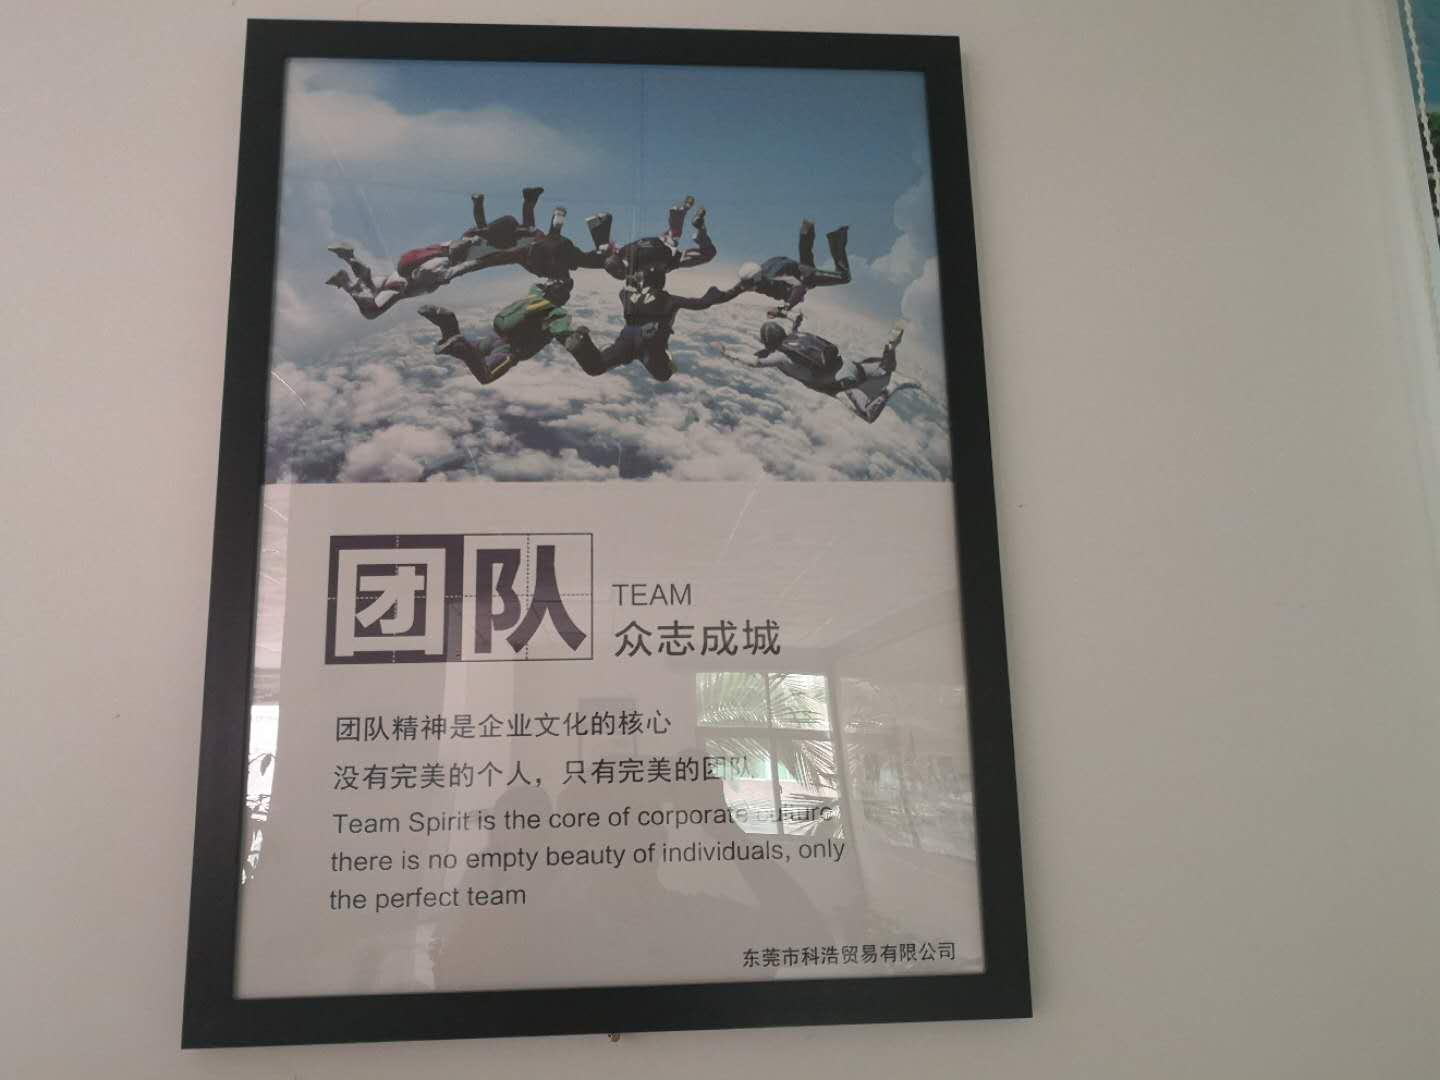 团队
TEAM
众志成城
团队精神是企业文化的核心
没有完美的个人，只有完美的团队
Team Spirit is the core of corporate culture
there is no empty beauty of individuals, only
the perfect team
东莞市科浩贸易有限公司